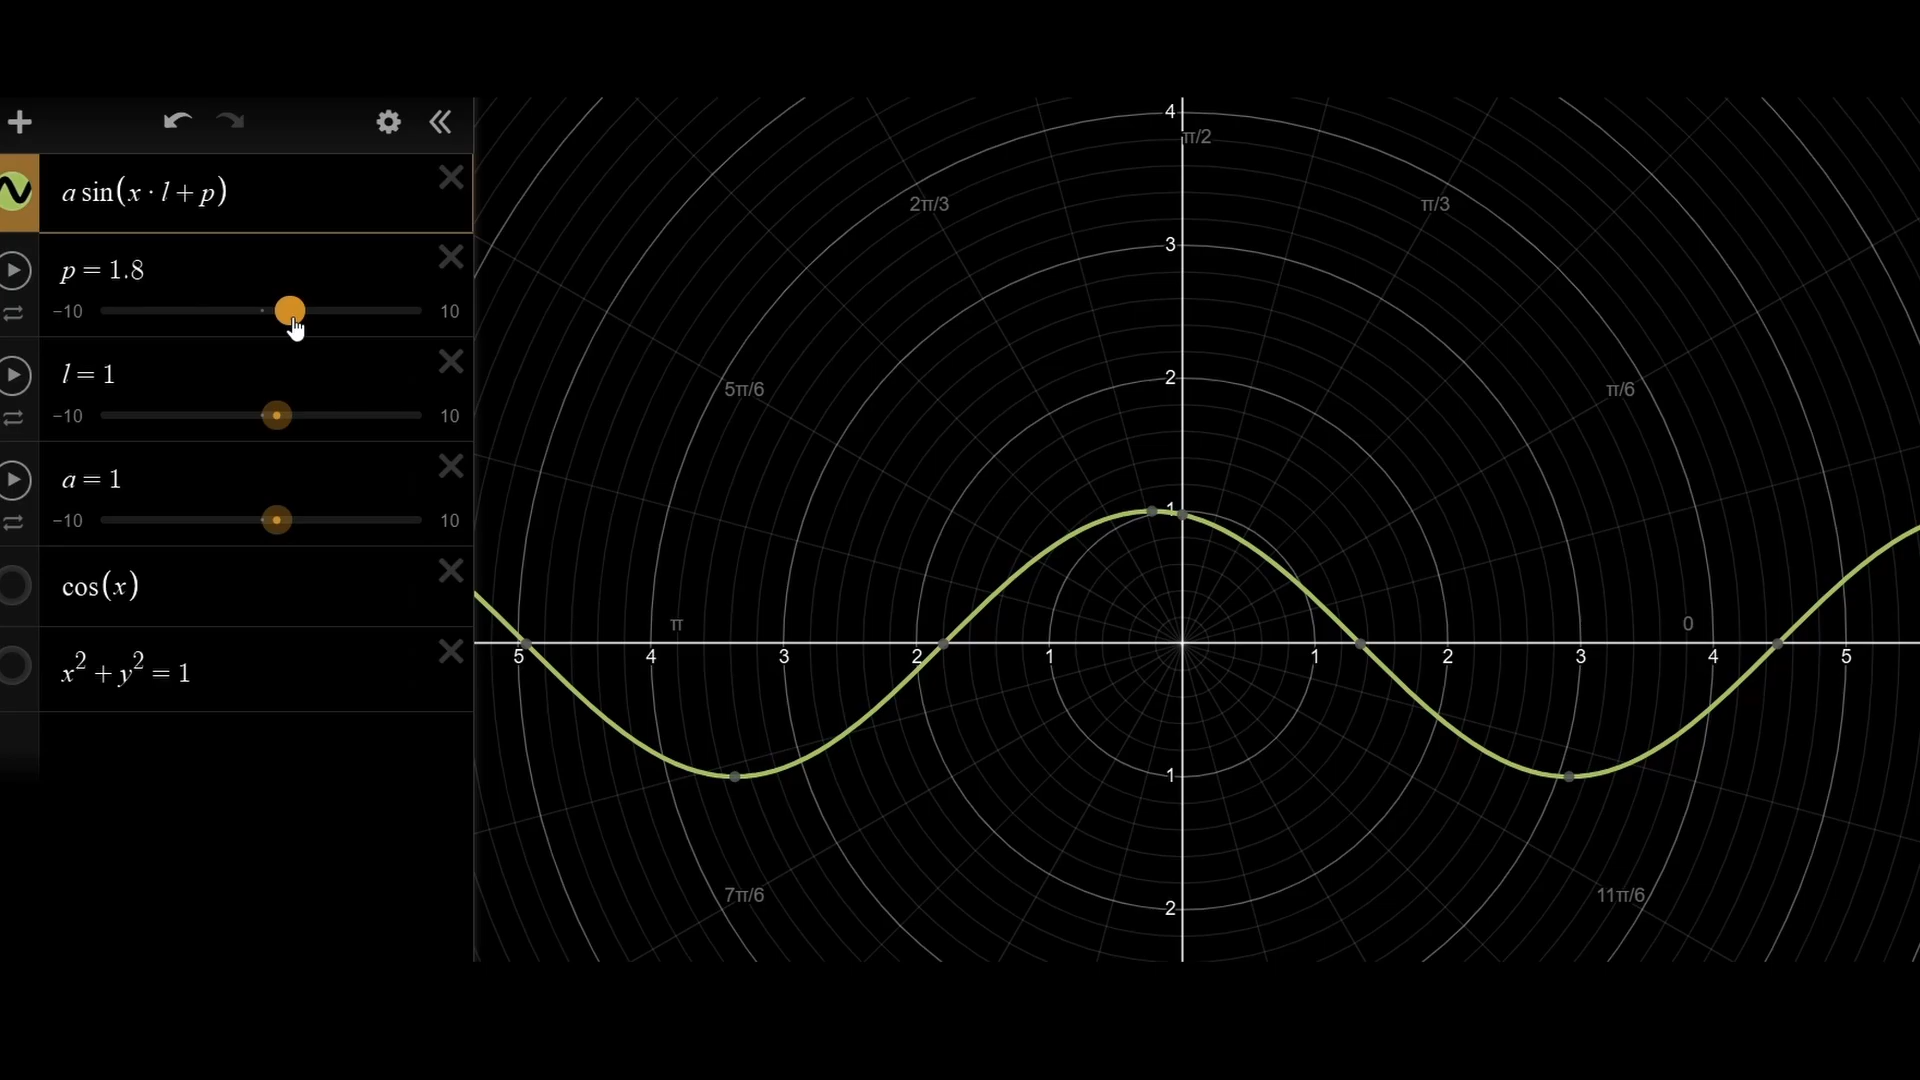 a sin(x · l + p)
p = 1.8
−10 10
l = 1
−10 10
a = 1
−10 10
cos(x)
x² + y² = 1
4
π/2
2π/3 π/3
3
5π/6 2 π/6
1
π 0
5 4 3 2 1 1 2 3 4 5
1
7π/6 2 11π/6